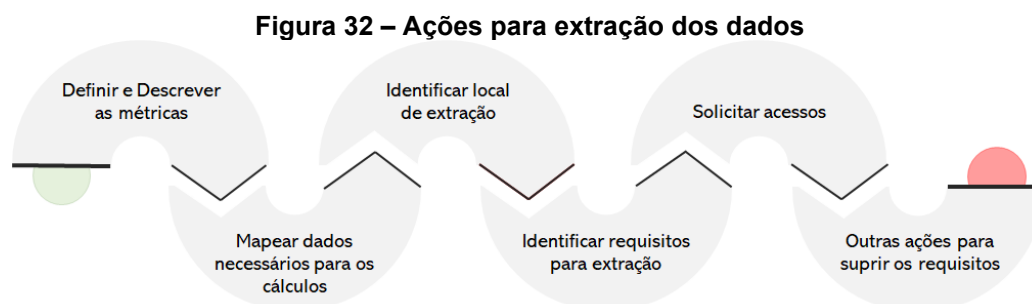 Figura 32 – Ações para extração dos dados
Definir e Descrever
as métricas
Mapear dados
necessários para os
cálculos
Identificar local
de extração
Identificar requisitos
para extração
Solicitar acessos
Outras ações para
suprir os requisitos